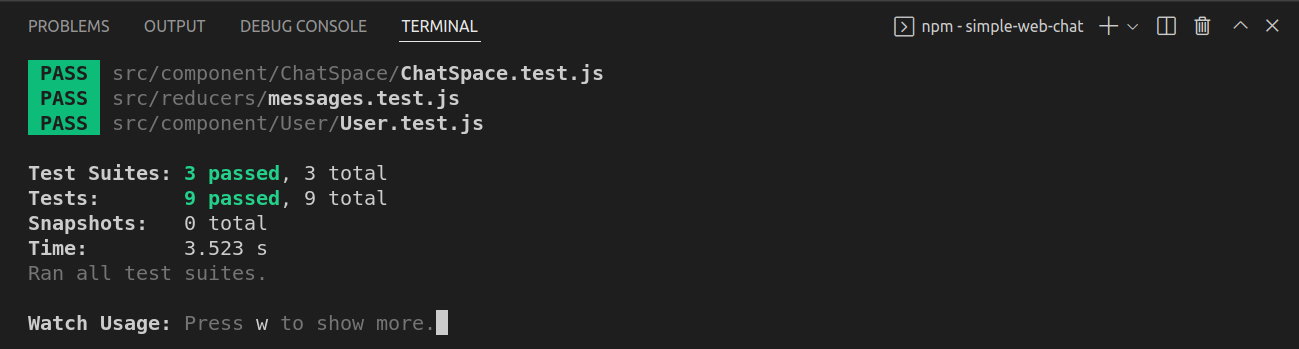 PROBLEMS OUTPUT DEBUG CONSOLE TERMINAL npm - simple-web-chat
PASS src/component/ChatSpace/ChatSpace.test.js
PASS src/reducers/messages.test.js
PASS src/component/User/User.test.js
Test Suites: 3 passed, 3 total
Tests: 9 passed, 9 total
Snapshots: 0 total
Time: 3.523 s
Ran all test suites.
Watch Usage: Press w to show more.